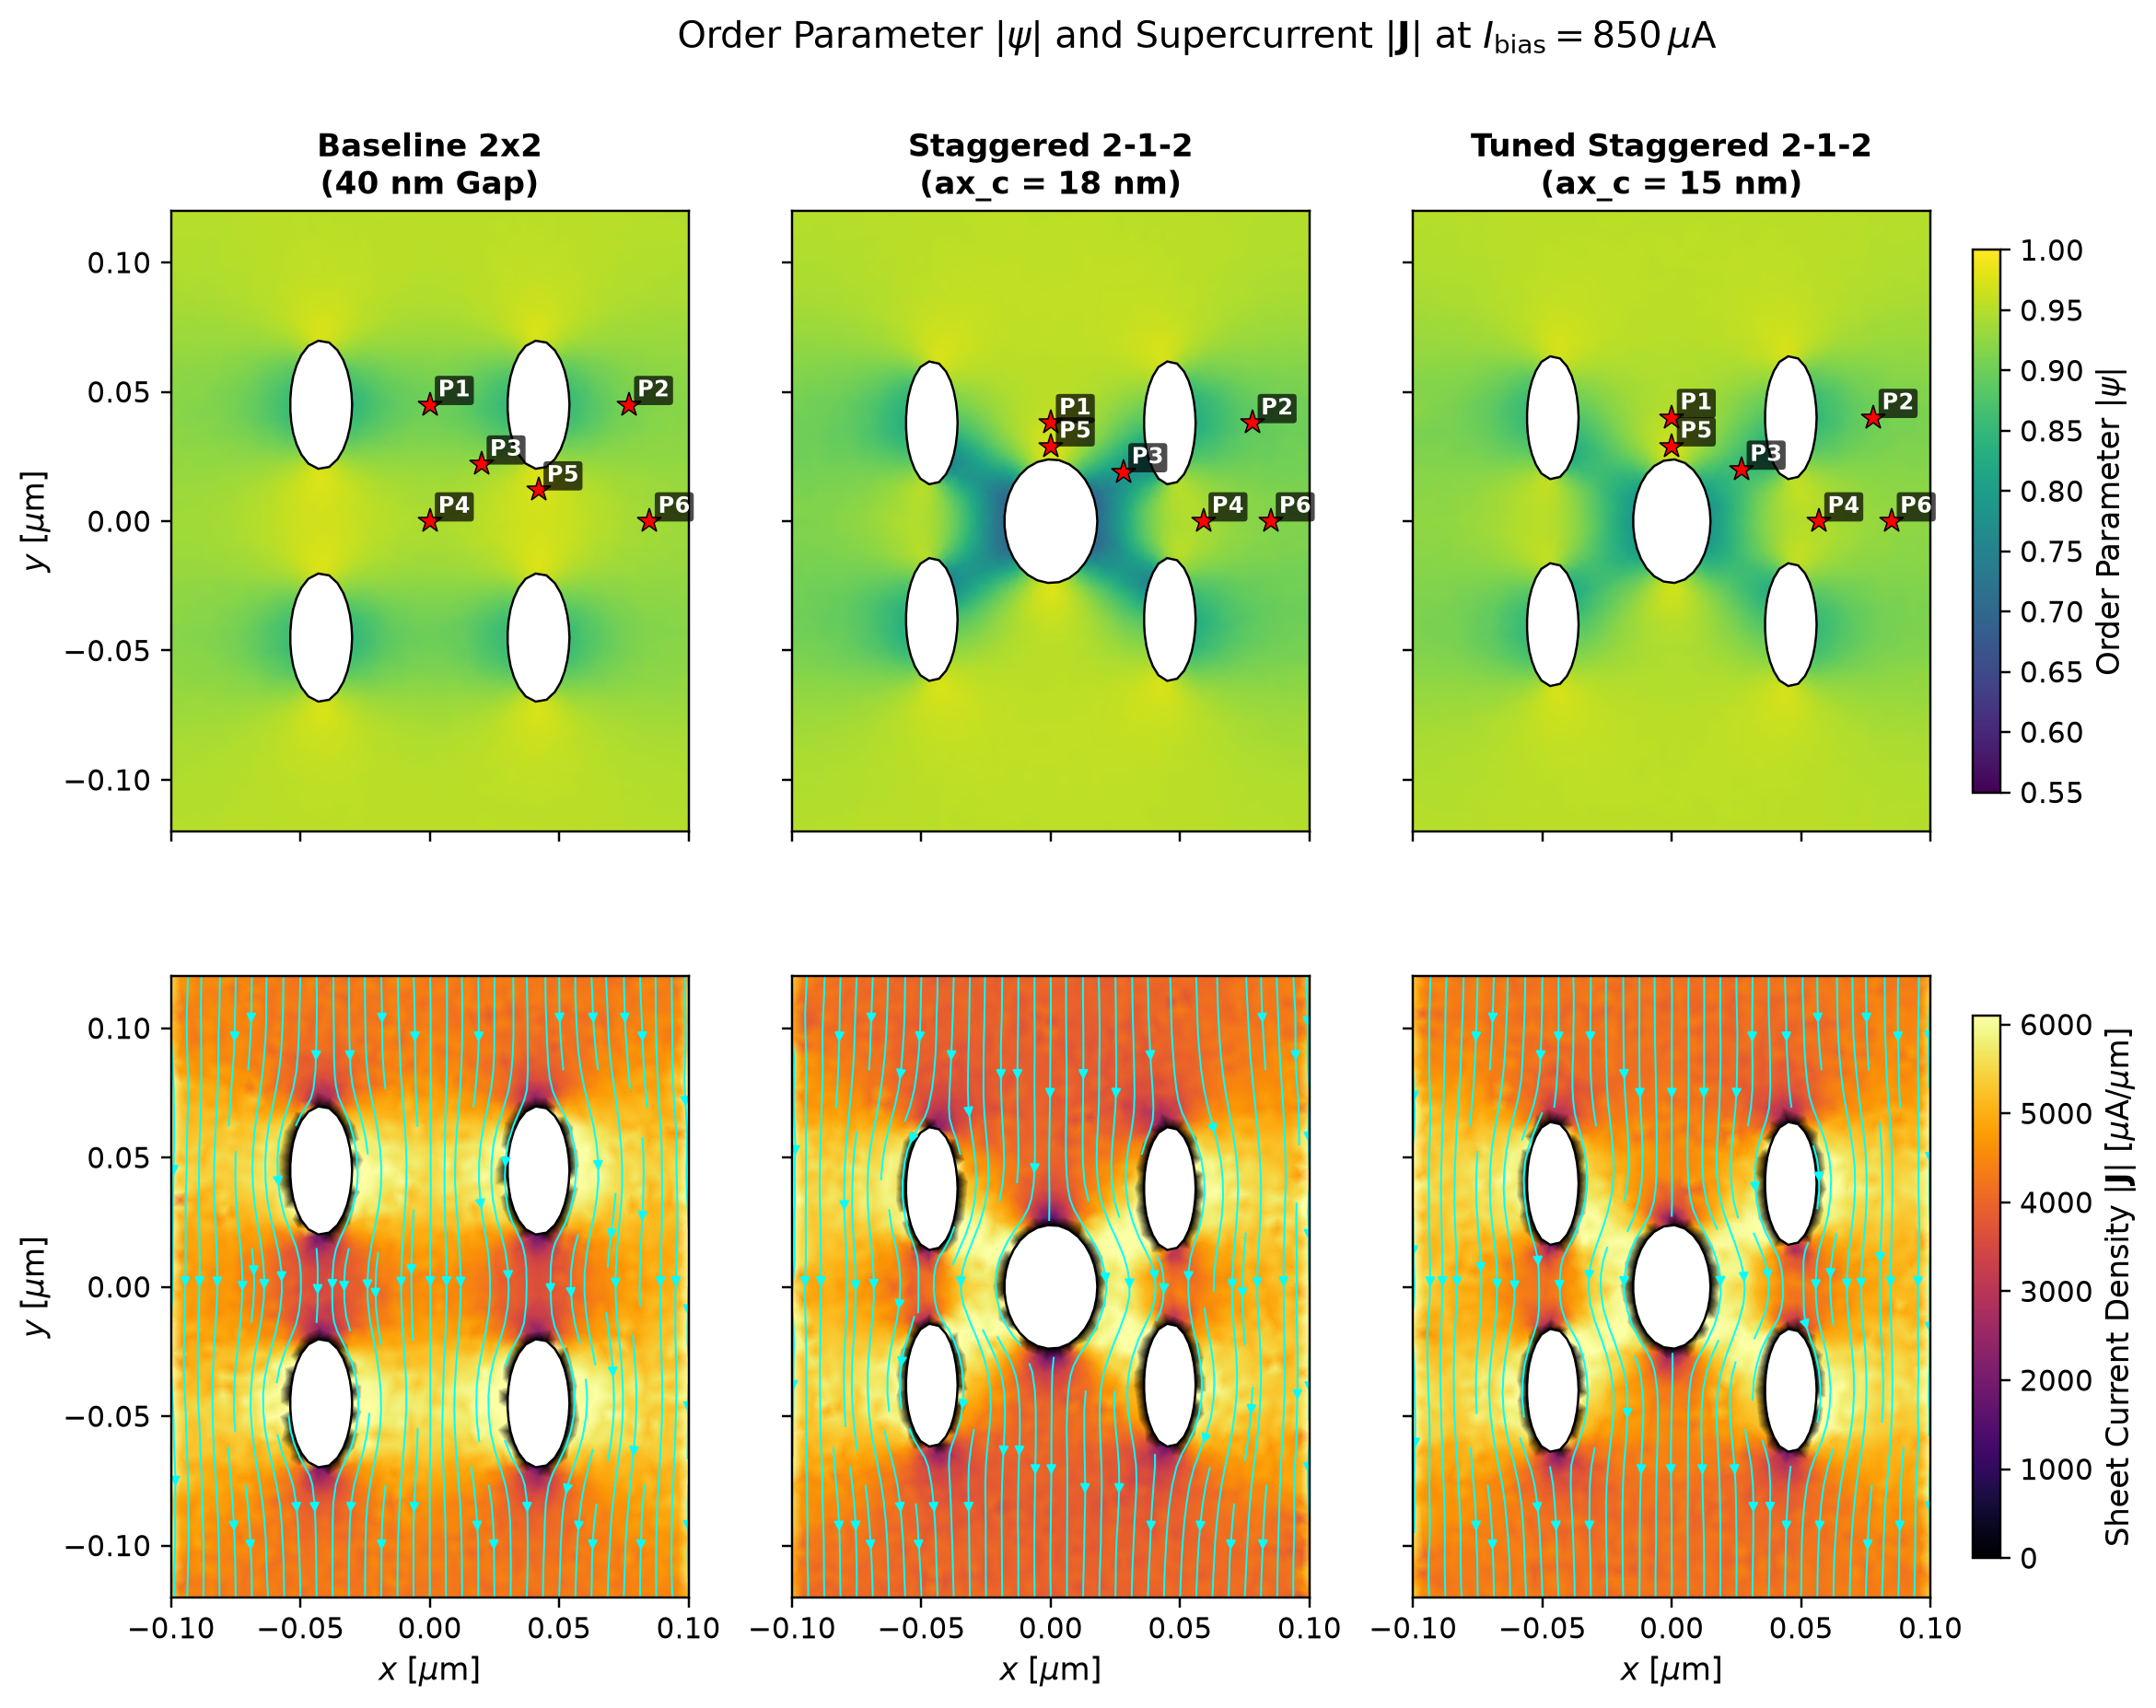 Order Parameter |ψ| and Supercurrent |J| at I_bias = 850 μA
Baseline 2x2
(40 nm Gap)
Staggered 2-1-2
(ax_c = 18 nm)
Tuned Staggered 2-1-2
(ax_c = 15 nm)
0.10
0.05
0.00
−0.05
−0.10
y [μm]
P1
P2
P3
P5
P4
P6
P1
P2
P5
P3
P4
P6
P1
P2
P5
P3
P4
P6
1.00
0.95
0.90
0.85
0.80
0.75
0.70
0.65
0.60
0.55
Order Parameter |ψ|
0.10
0.05
0.00
−0.05
−0.10
y [μm]
−0.10 −0.05 0.00 0.05 0.10
x [μm]
−0.10 −0.05 0.00 0.05 0.10
x [μm]
−0.10 −0.05 0.00 0.05 0.10
x [μm]
6000
5000
4000
3000
2000
1000
0
Sheet Current Density |J| [μA/μm]